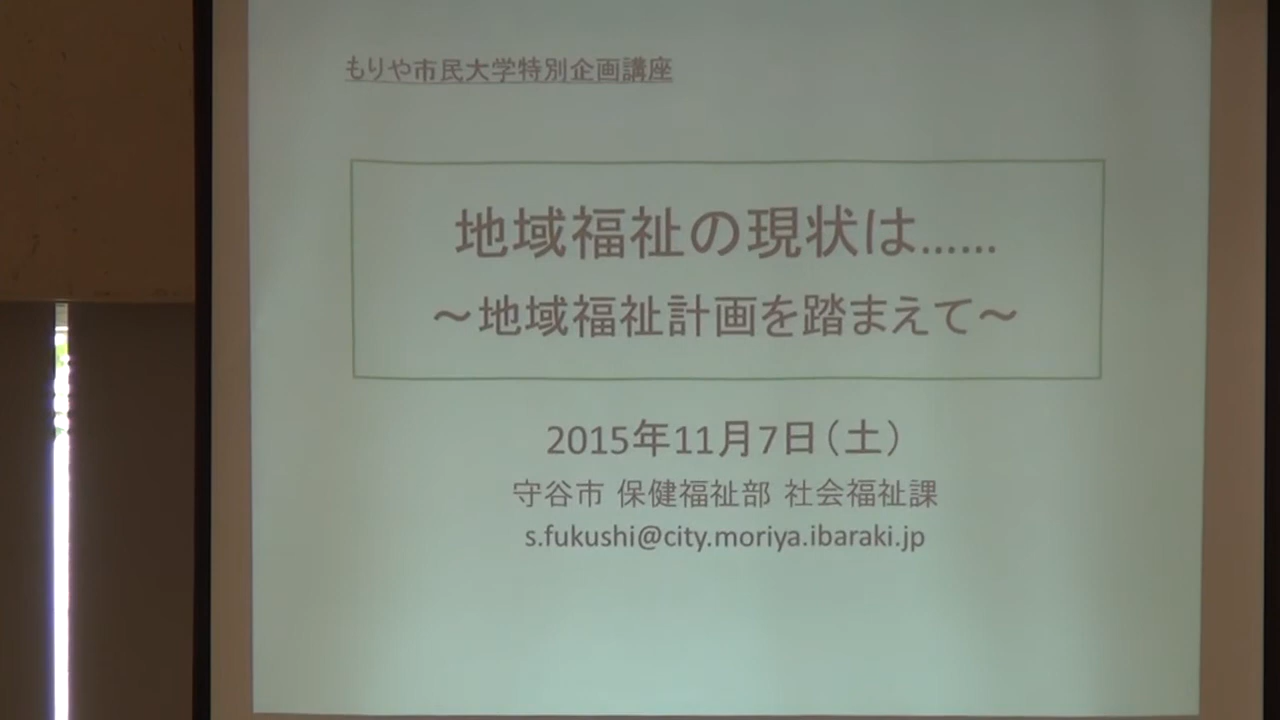 もりや市民大学特別企画講座
地域福祉の現状は……
～地域福祉計画を踏まえて～
2015年11月7日（土）
守谷市 保健福祉部 社会福祉課
s.fukushi@city.moriya.ibaraki.jp